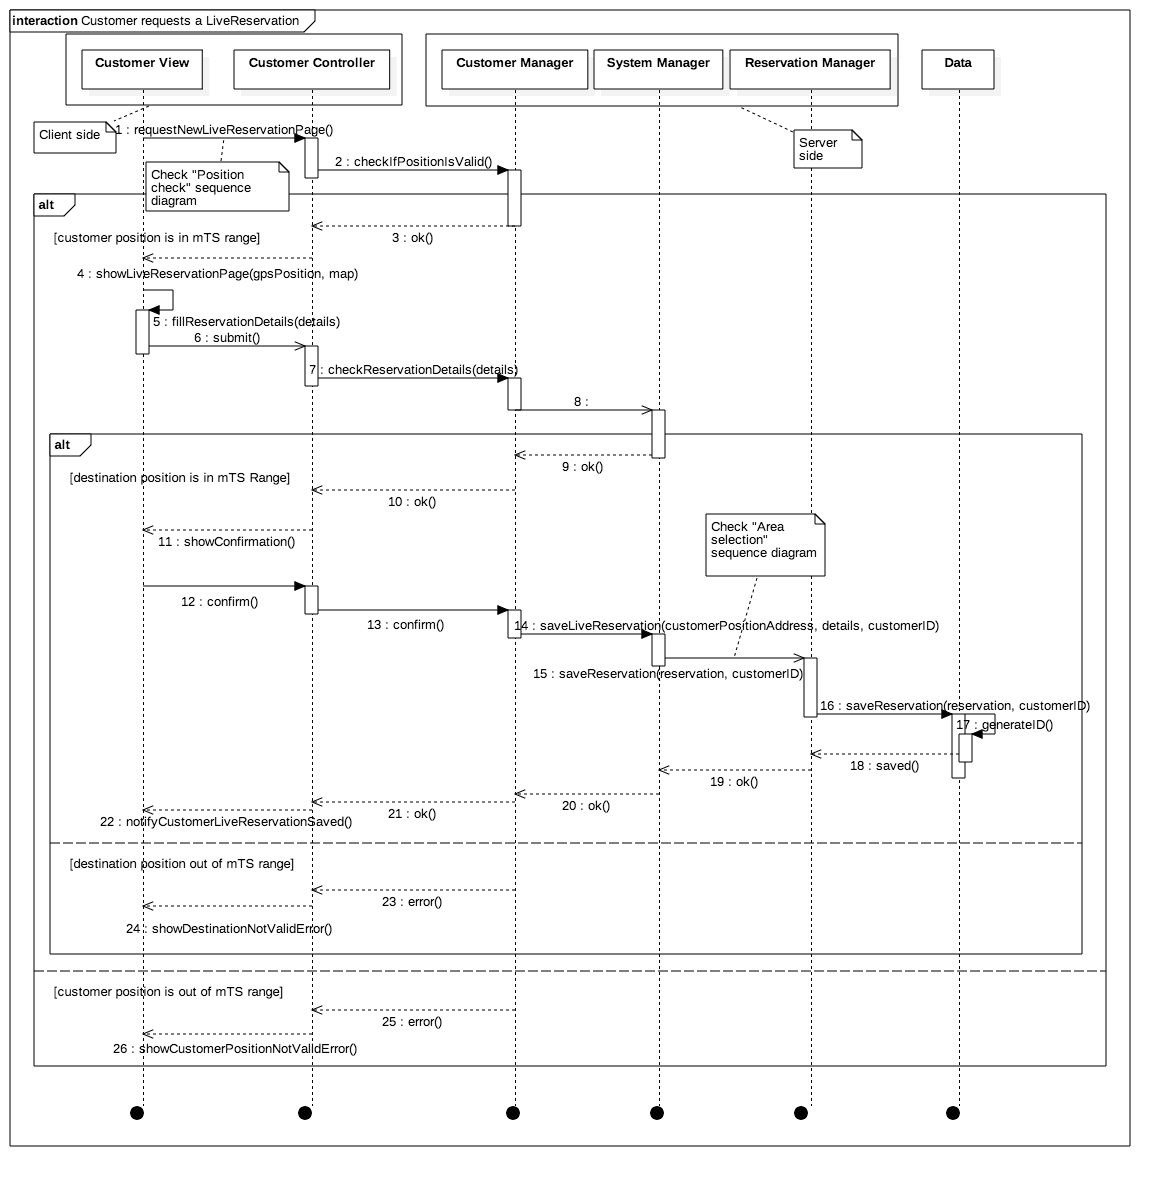 interaction Customer requests a LiveReservation
Customer View
Customer Controller
Customer Manager
System Manager
Reservation Manager
Data
Client side
1 : requestNewLiveReservationPage()
Server
side
2 : checkIfPositionIsValid()
Check "Position
check" sequence
diagram
alt
3 : ok()
[customer position is in mTS range]
4 : showLiveReservationPage(gpsPosition, map)
5 : fillReservationDetails(details)
6 : submit()
7 : checkReservationDetails(details)
8 :
alt
9 : ok()
[destination position is in mTS Range]
10 : ok()
Check "Area
selection"
sequence diagram
11 : showConfirmation()
12 : confirm()
13 : confirm()
14 : saveLiveReservation(customerPositionAddress, details, customerID)
15 : saveReservation(reservation, customerID)
16 : saveReservation(reservation, customerID)
17 : generateID()
18 : saved()
19 : ok()
20 : ok()
21 : ok()
22 : notifyCustomerLiveReservationSaved()
[destination position out of mTS range]
23 : error()
24 : showDestinationNotValidError()
[customer position is out of mTS range]
25 : error()
26 : showCustomerPositionNotValidError()